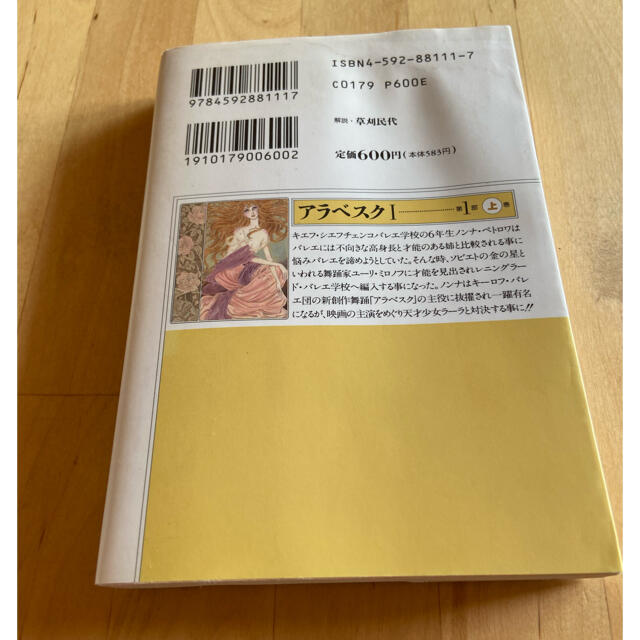 ISBN4-592-88111-7
9784592881117
C0179 P600E
解説・草刈民代
1910179006002
定価600円(本体583円)
アラベスクI 第1部 上巻
キエフ・シエフチェンコバレエ学校の6年生ノンナ・ペトロワは
バレエには不向きな高身長と才能のある姉と比較される事に
悩みバレエを諦めようとしていた。そんな時、ソビエトの金の星と
いわれる舞踊家ユーリ・ミロノフに才能を見出されレニングラー
ド・バレエ学校へ編入する事になった。ノンナはキーロフ・バレ
エ団の新創作舞踊「アラベスク」の主役に抜擢され一躍有名
になるが、映画の主演をめぐり天才少女ラーラと対決する事に!!